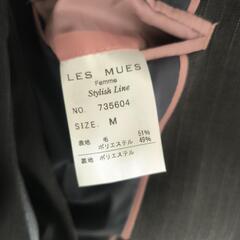 LES MUES
Femme
Stylish Line
NO. 735604
SIZE. M
表地 毛 51%
ポリエステル 49%
裏地 ポリエステル